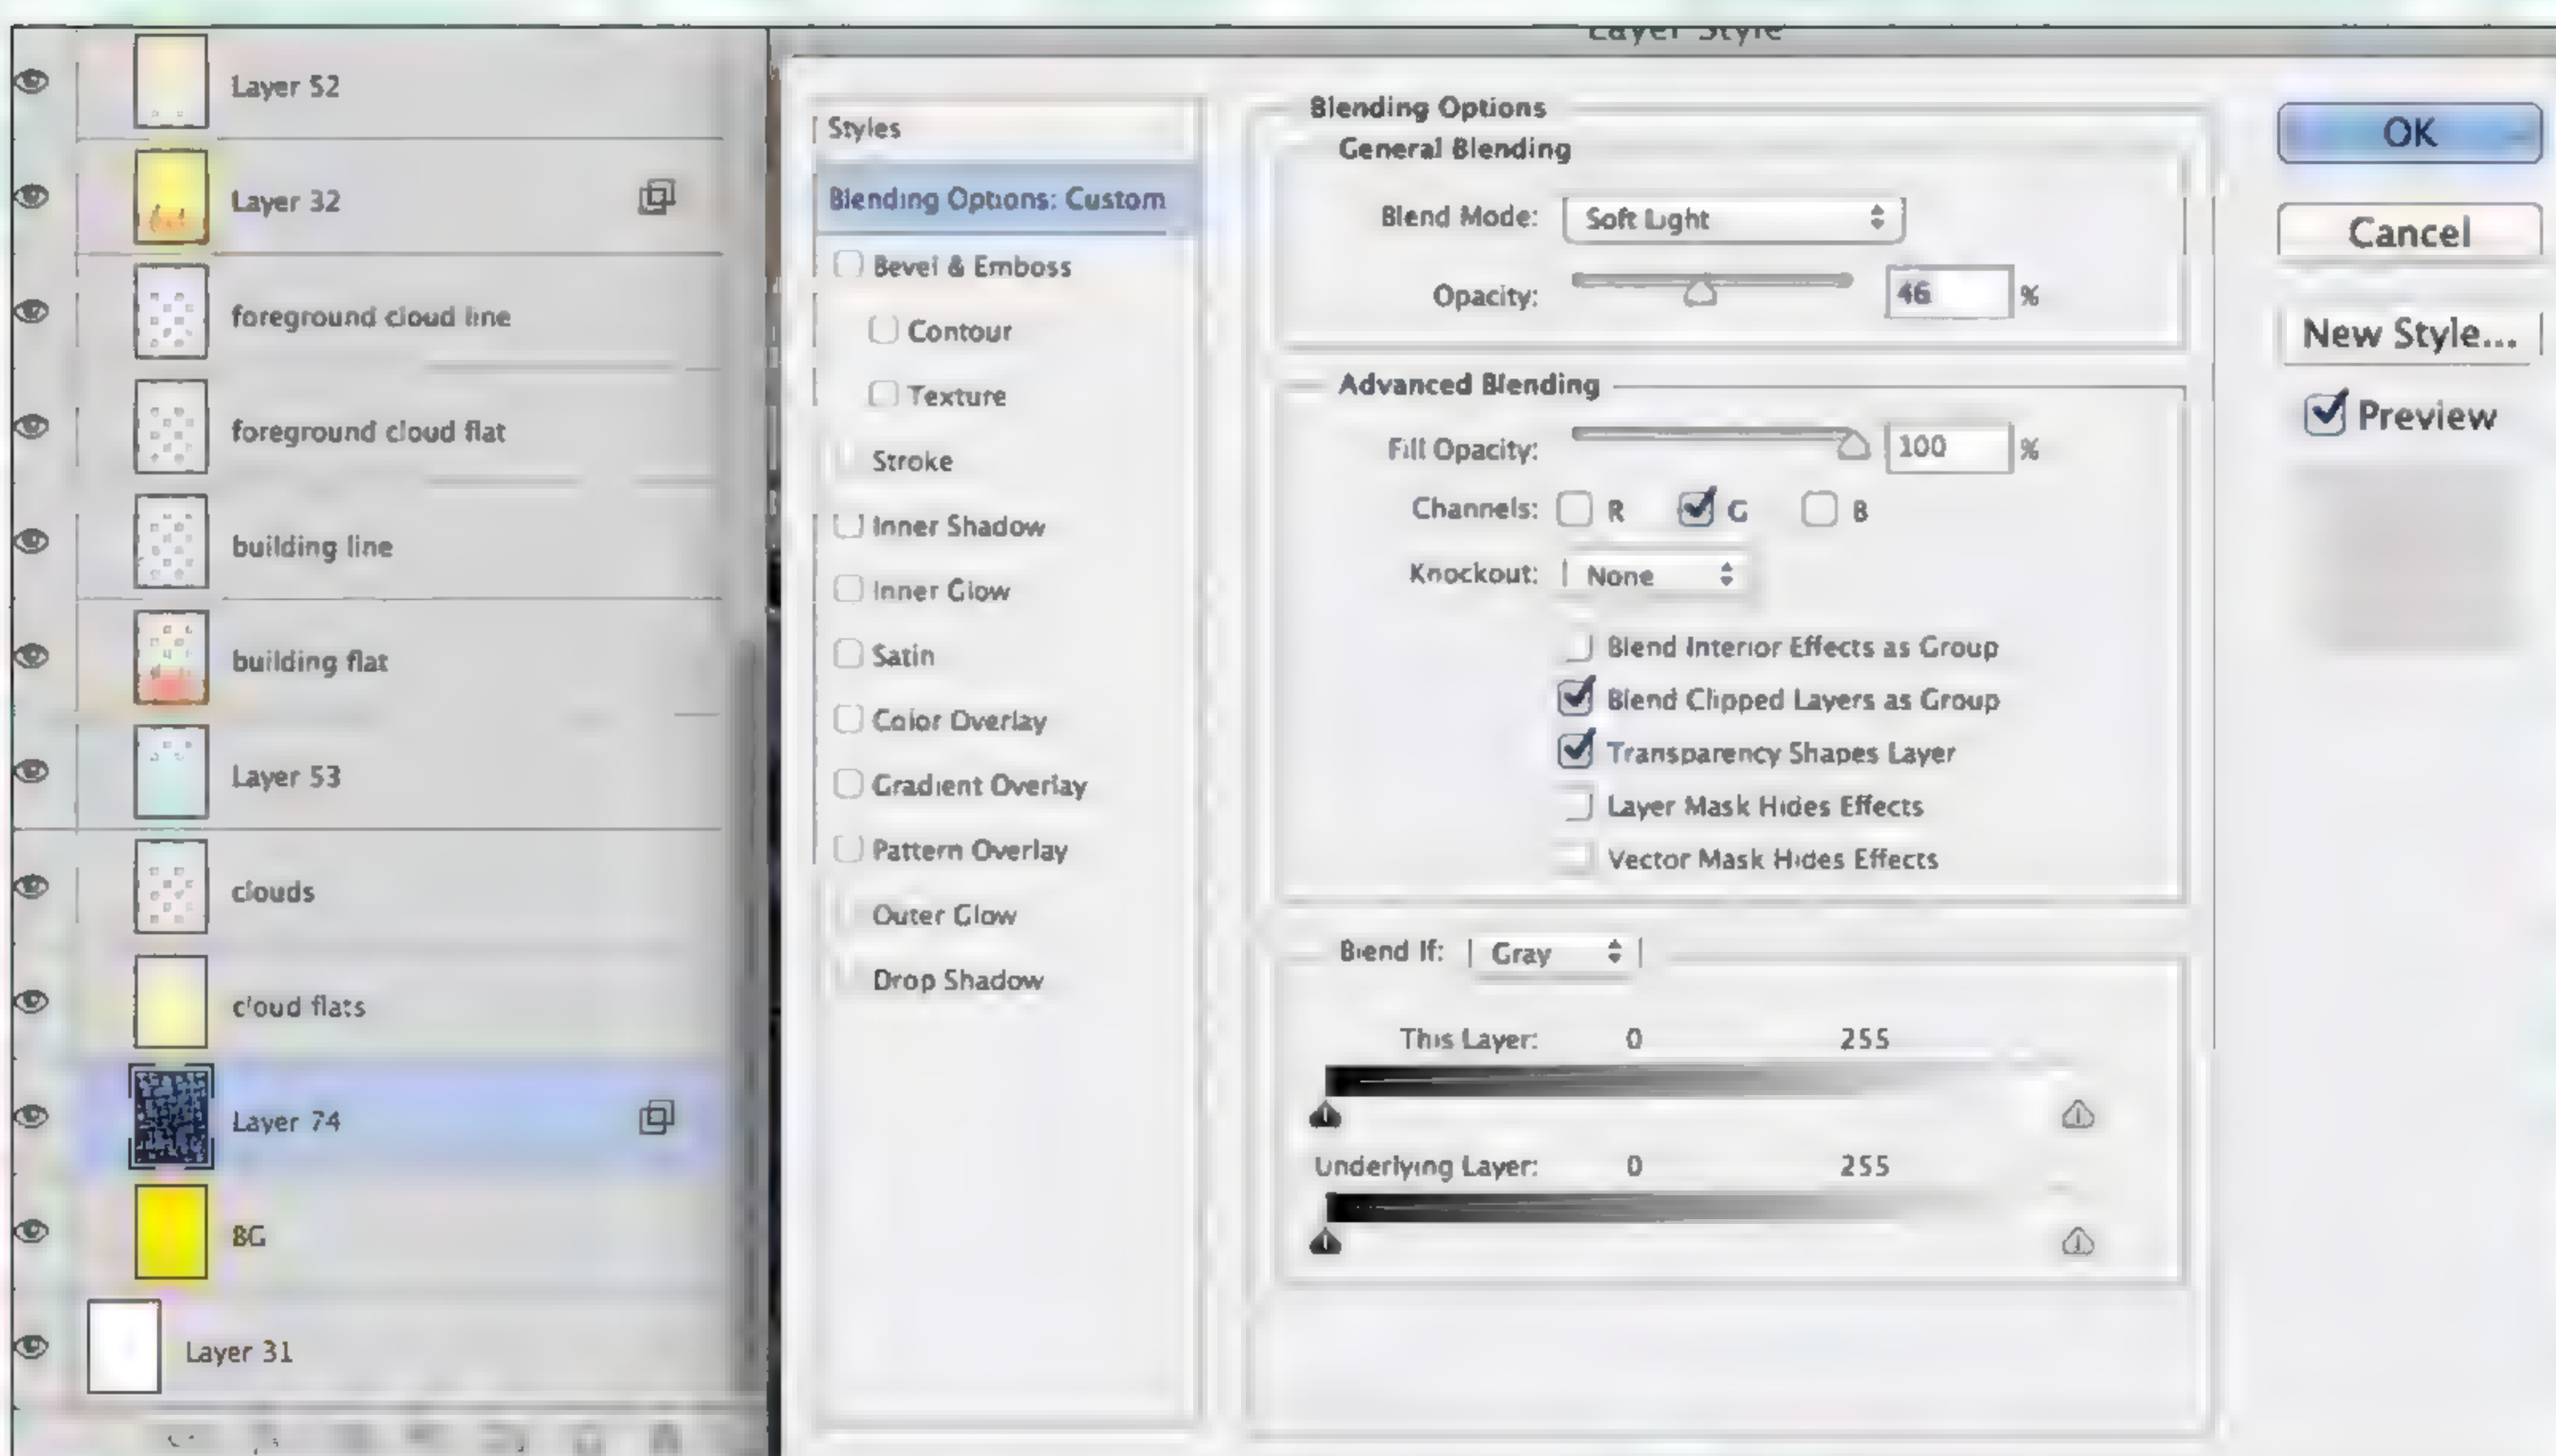 Layer Style
Layer 52
Layer 32
foreground cloud line
foreground cloud flat
building line
building flat
Layer 53
clouds
cloud flats
Layer 74
BG
Layer 31
Styles
Blending Options: Custom
Bevel & Emboss
Contour
Texture
Stroke
Inner Shadow
Inner Glow
Satin
Color Overlay
Gradient Overlay
Pattern Overlay
Outer Glow
Drop Shadow
Blending Options
General Blending
Blend Mode: Soft Light
Opacity: 46 %
Advanced Blending
Fill Opacity: 100 %
Channels: R G B
Knockout: None
Blend Interior Effects as Group
Blend Clipped Layers as Group
Transparency Shapes Layer
Layer Mask Hides Effects
Vector Mask Hides Effects
Blend If: Gray
This Layer: 0 255
Underlying Layer: 0 255
OK
Cancel
New Style...
Preview